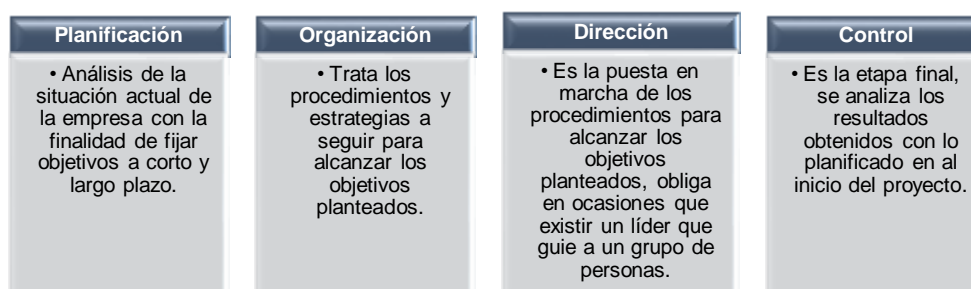 Planificación
• Análisis de la
situación actual de
la empresa con la
finalidad de fijar
objetivos a corto y
largo plazo.
Organización
• Trata los
procedimientos y
estrategias a
seguir para
alcanzar los
objetivos
planteados.
Dirección
• Es la puesta en
marcha de los
procedimientos para
alcanzar los
objetivos
planteados, obliga
en ocasiones que
existir un líder que
guie a un grupo de
personas.
Control
• Es la etapa final,
se analiza los
resultados
obtenidos con lo
planificado en al
inicio del proyecto.